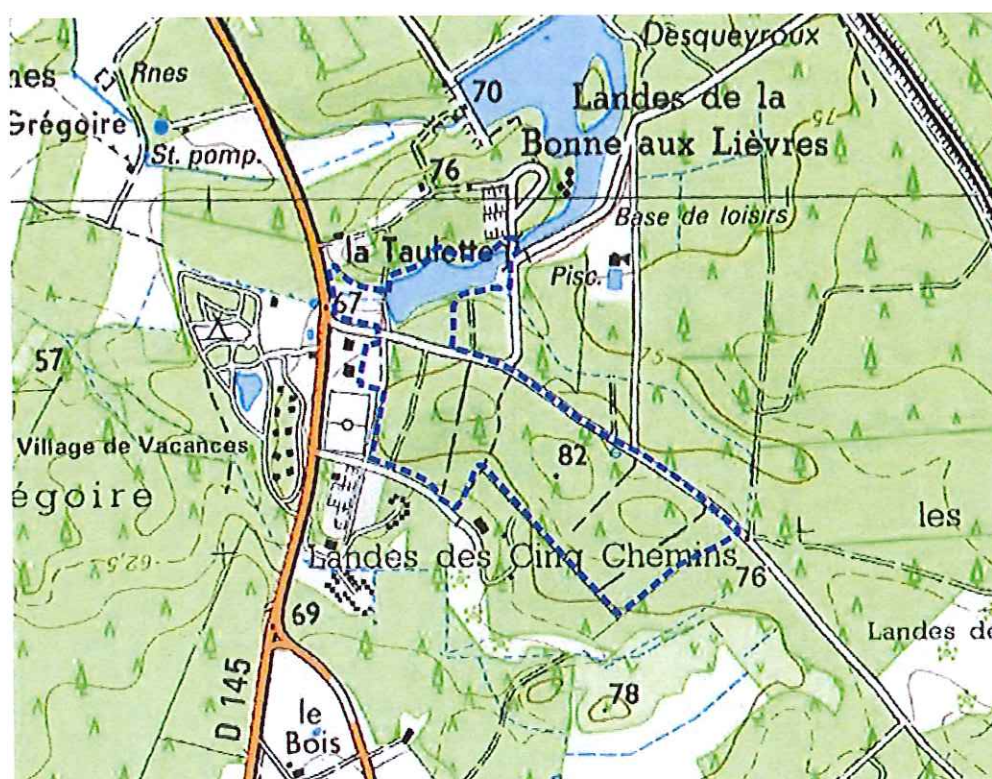 Desqueyroux
nes
Rnes
Grégoire
St. pomp.
70
Landes de la
Bonne aux Lièvres
75
76
la Taulette
Base de loisirs
Pisc.
67
57
75
Village de Vacances
82
égoire
les
Landes des Cinq Chemins
62,5
76
69
Landes de
D 145
78
le
Bois